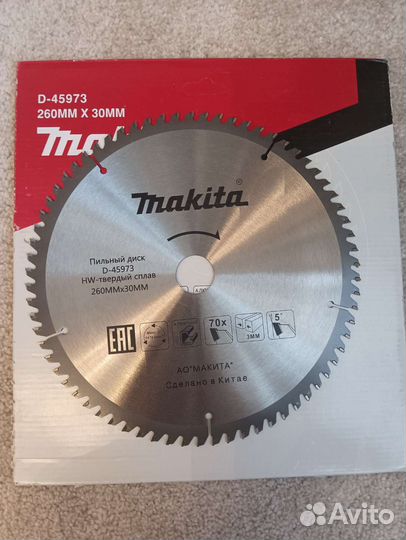 D-45973
260MM X 30MM
Makita®
Пильный диск
D-45973
HW-твердый сплав
260MMx30MM
EAC
70x
3MM
5°
АО"МАКИТА"
Сделано в Китае
Avito